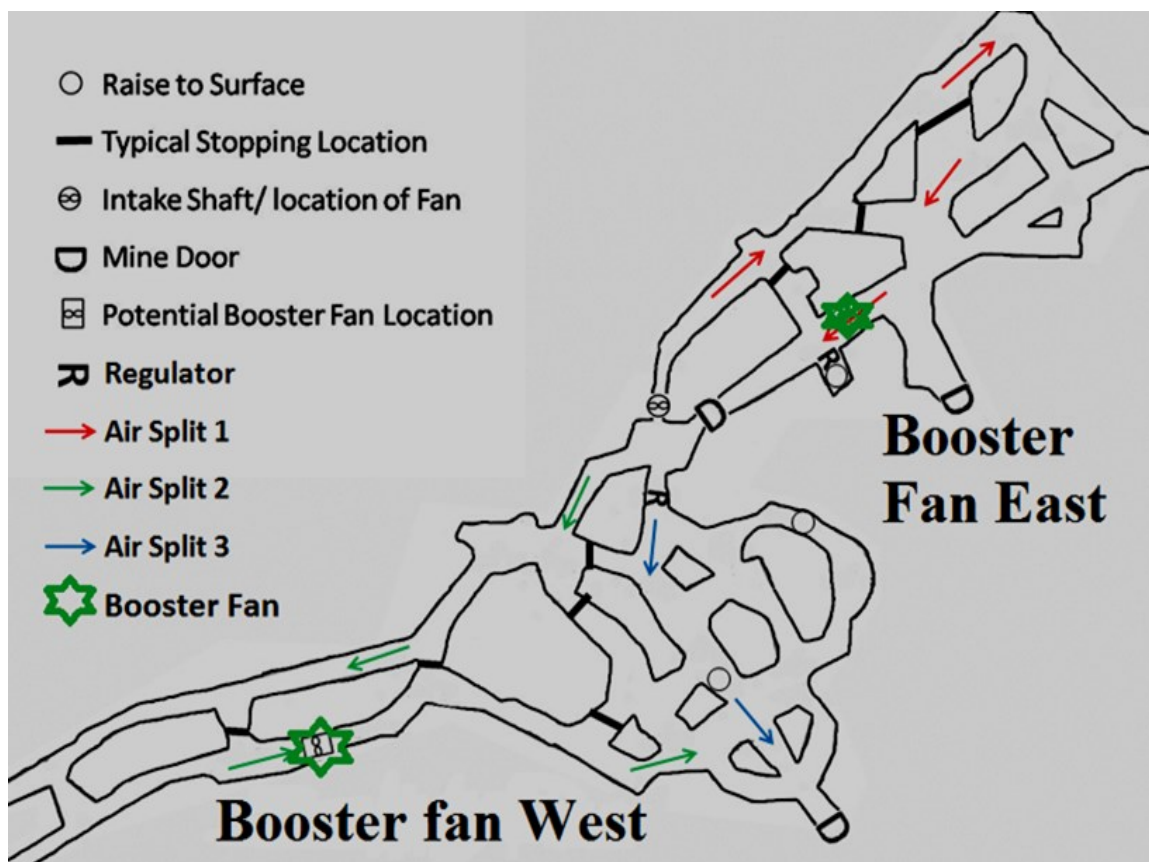 Raise to Surface
Typical Stopping Location
Intake Shaft/ location of Fan
D Mine Door
Potential Booster Fan Location
R Regulator
Air Split 1
Air Split 2
Air Split 3
Booster Fan
R
D
D
Booster
Fan East
R
D
Booster fan West